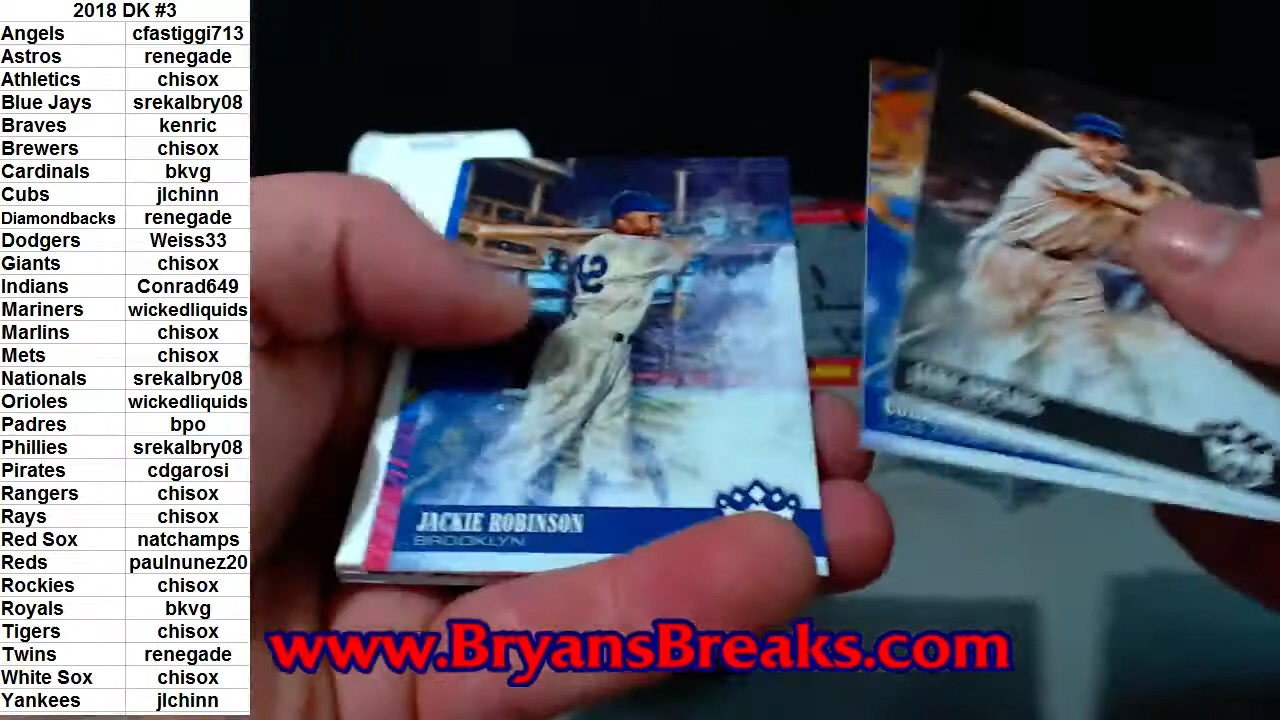 2018 DK #3
Angels cfastiggi713
Astros renegade
Athletics chisox
Blue Jays srekalbry08
Braves kenric
Brewers chisox
Cardinals bkvg
Cubs jlchinn
Diamondbacks renegade
Dodgers Weiss33
Giants chisox
Indians Conrad649
Mariners wickedliquids
Marlins chisox
Mets chisox
Nationals srekalbry08
Orioles wickedliquids
Padres bpo
Phillies srekalbry08
Pirates cdgarosi
Rangers chisox
Rays chisox
Red Sox natchamps
Reds paulnunez20
Rockies chisox
Royals bkvg
Tigers chisox
Twins renegade
White Sox chisox
Yankees jlchinn
42
JACKIE ROBINSON
BROOKLYN
www.BryansBreaks.com